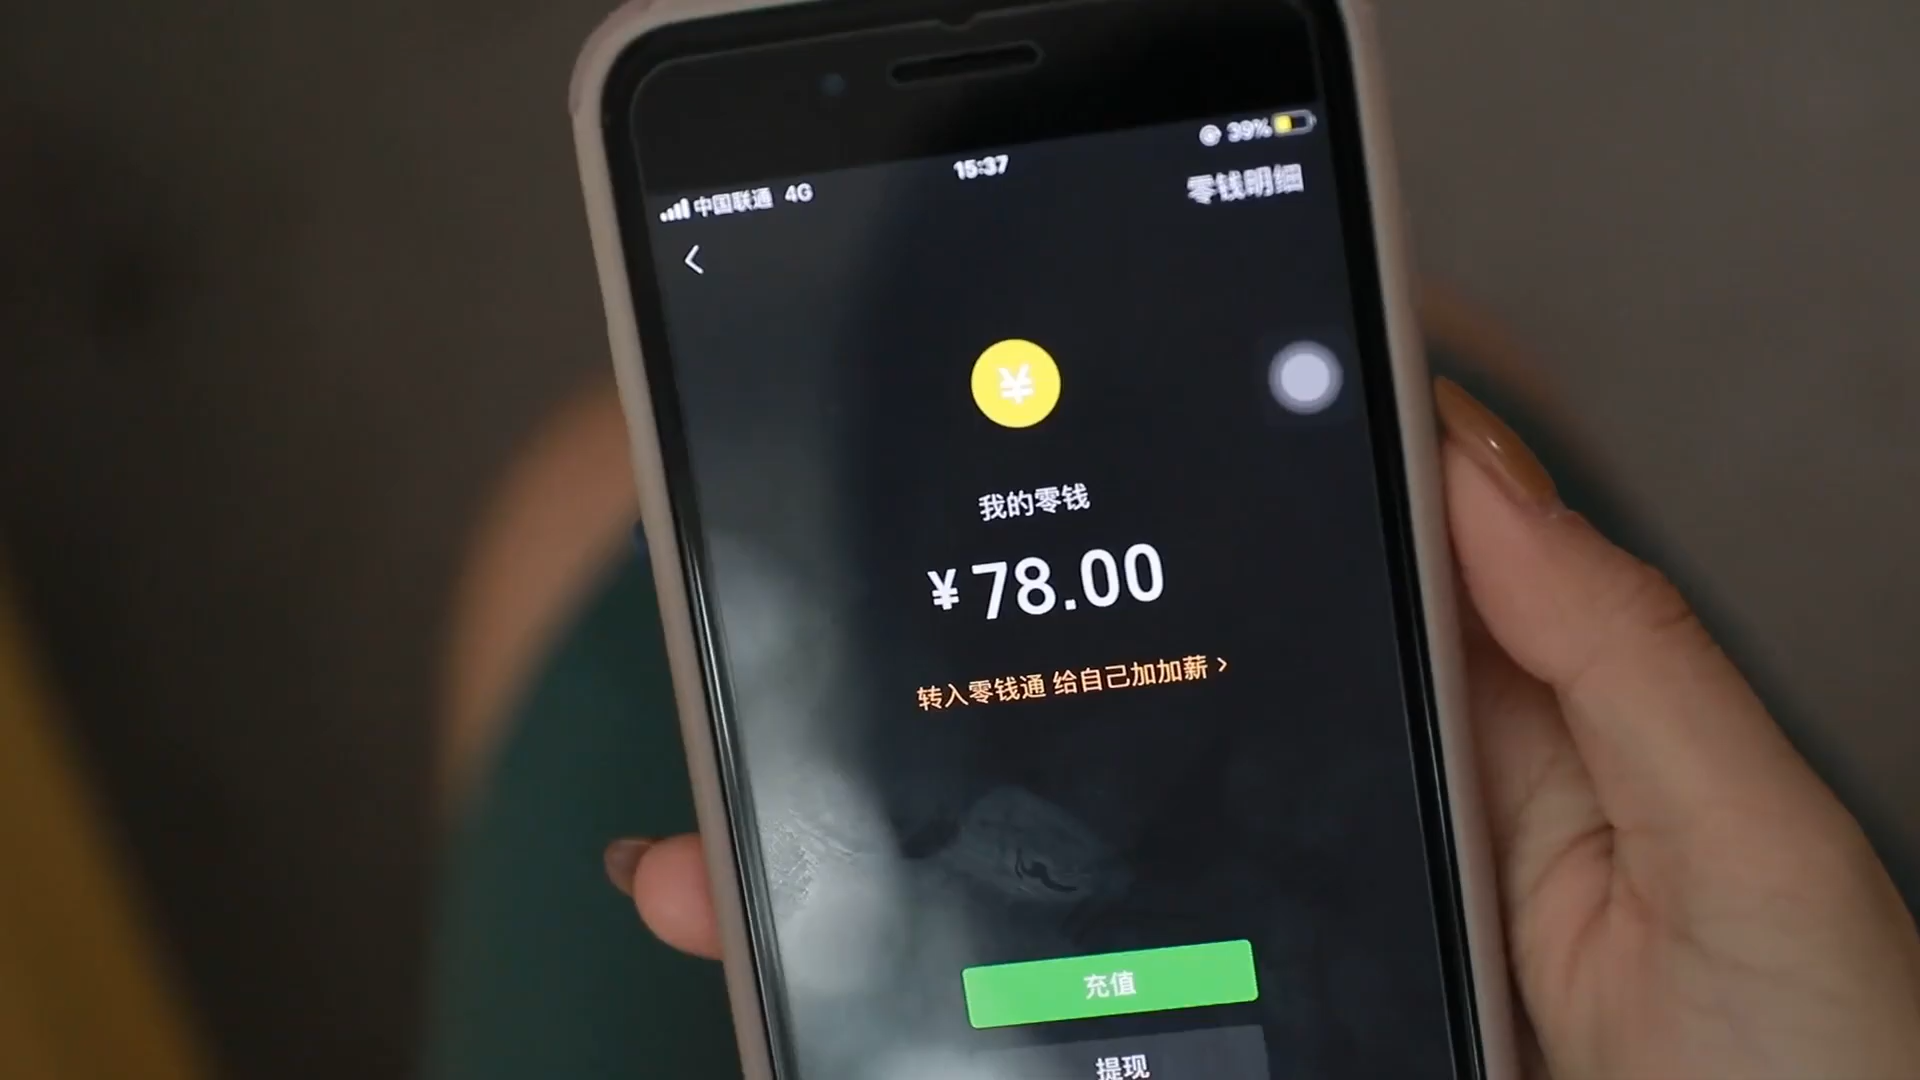 39%
15:37
中国联通 4G
零钱明细
¥
我的零钱
¥78.00
转入零钱通 给自己加加薪 >
充值
提现